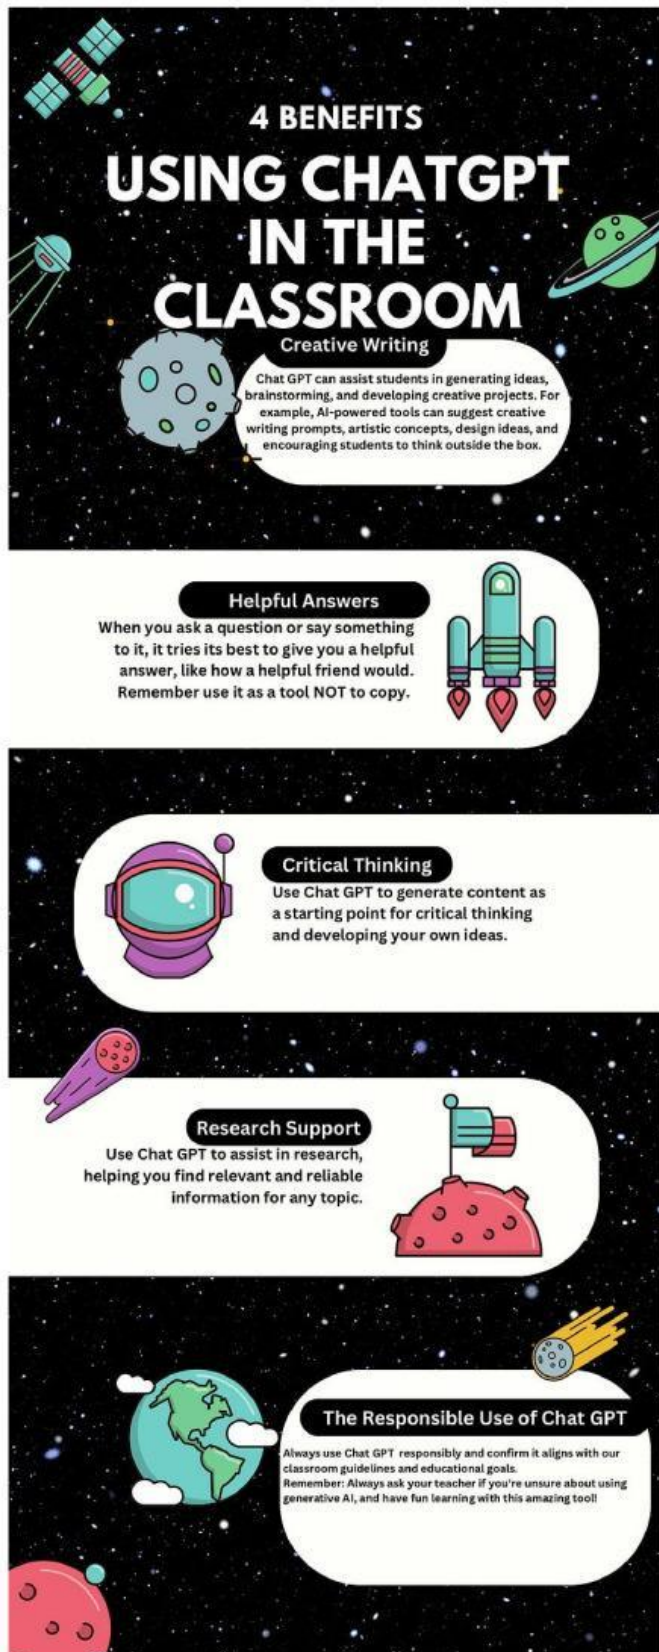 4 BENEFITS
USING CHATGPT
IN THE
CLASSROOM
Creative Writing
Chat GPT can assist students in generating ideas,
brainstorming, and developing creative projects. For
example, AI-powered tools can suggest creative
writing prompts, artistic concepts, design ideas, and
encouraging students to think outside the box.
Helpful Answers
When you ask a question or say something
to it, it tries its best to give you a helpful
answer, like how a helpful friend would.
Remember use it as a tool NOT to copy.
Critical Thinking
Use Chat GPT to generate content as
a starting point for critical thinking
and developing your own ideas.
Research Support
Use Chat GPT to assist in research,
helping you find relevant and reliable
information for any topic.
The Responsible Use of Chat GPT
Always use Chat GPT responsibly and confirm it aligns with our
classroom guidelines and educational goals.
Remember: Always ask your teacher if you're unsure about using
generative AI, and have fun learning with this amazing tool!